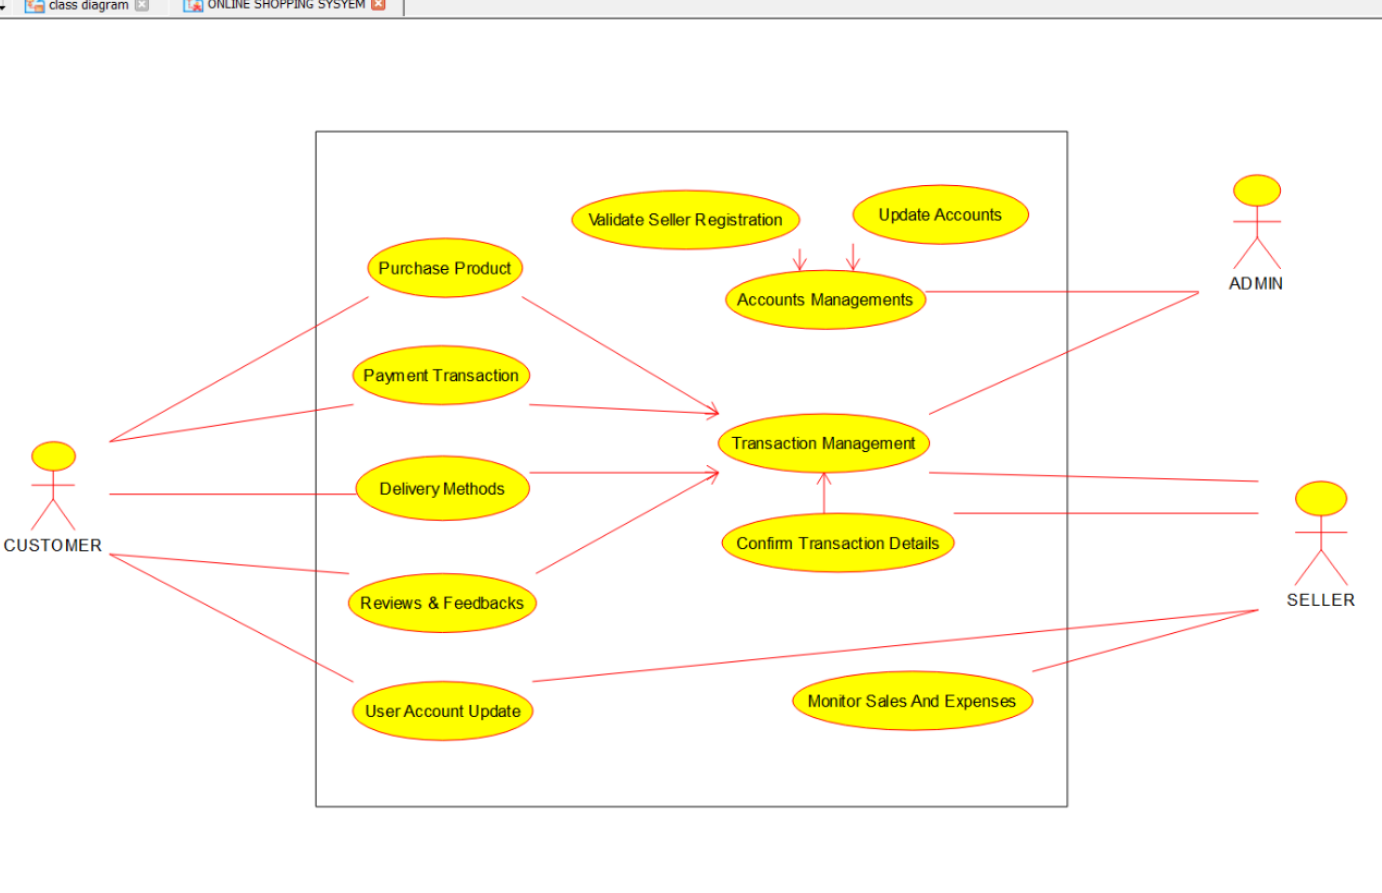 class diagram
ONLINE SHOPPING SYSYEM
Validate Seller Registration
Update Accounts
Purchase Product
Accounts Managements
ADMIN
Payment Transaction
Transaction Management
Delivery Methods
CUSTOMER
Confirm Transaction Details
Reviews & Feedbacks
SELLER
User Account Update
Monitor Sales And Expenses